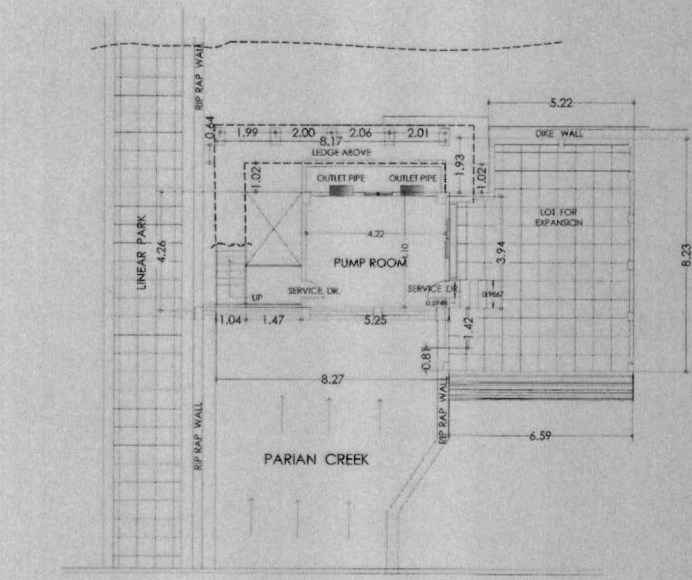 RIP RAP WALL
5.22
0.64
1.99
2.00
2.06
2.01
8.17
DIKE WALL
LEDGE ABOVE
1.93
1.02
1.02
OUTLET PIPE
OUTLET PIPE
LOT FOR
EXPANSION
LINEAR PARK
4.26
4.22
3.94
8.23
PUMP ROOM
SERVICE DR.
SERVICE DR.
UP
1.04
1.47
5.25
1.42
0.81
8.27
RIP RAP WALL
RIP RAP WALL
6.59
PARIAN CREEK